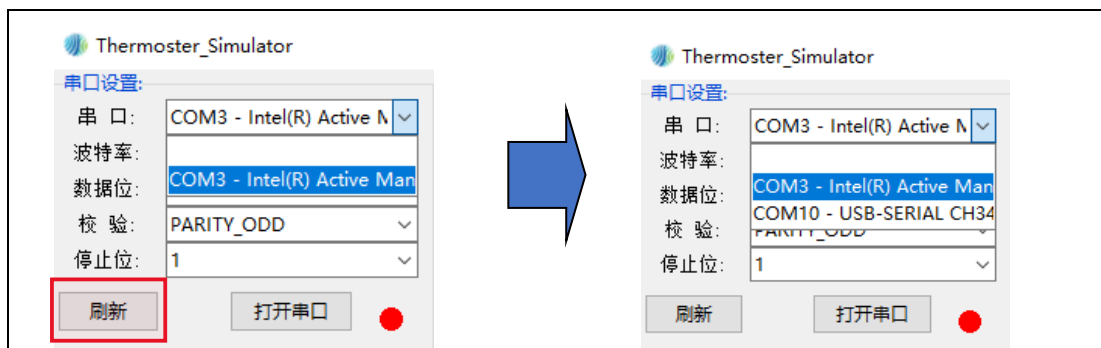 Thermoster_Simulator
串口设置:
串 口: COM3 - Intel(R) Active M
波特率:
数据位: COM3 - Intel(R) Active Man
校 验: PARITY_ODD
停止位: 1
刷新 打开串口
Thermoster_Simulator
串口设置:
串 口: COM3 - Intel(R) Active M
波特率:
数据位: COM3 - Intel(R) Active Man
COM10 - USB-SERIAL CH34
校 验: PARITY_ODD
停止位: 1
刷新 打开串口